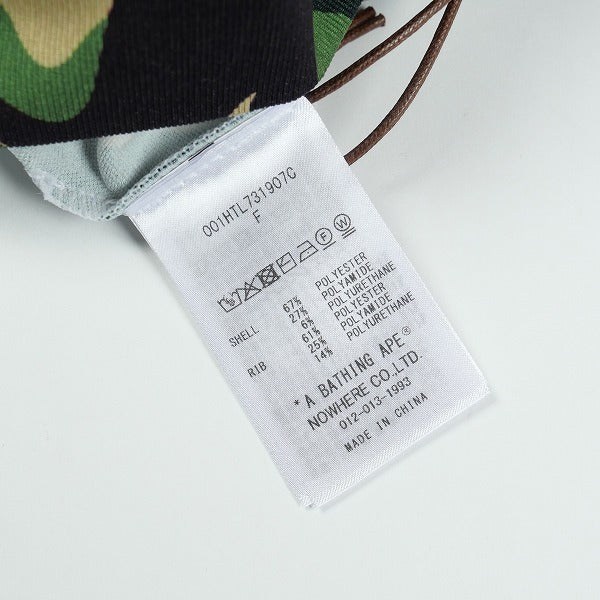 001HTL731907C
F
F W
SHELL 67% POLYESTER
27% POLYAMIDE
6% POLYURETHANE
RIB 61% POLYESTER
25% POLYAMIDE
14% POLYURETHANE
* A BATHING APE®
NOWHERE CO.,LTD.
012-013-1993
MADE IN CHINA